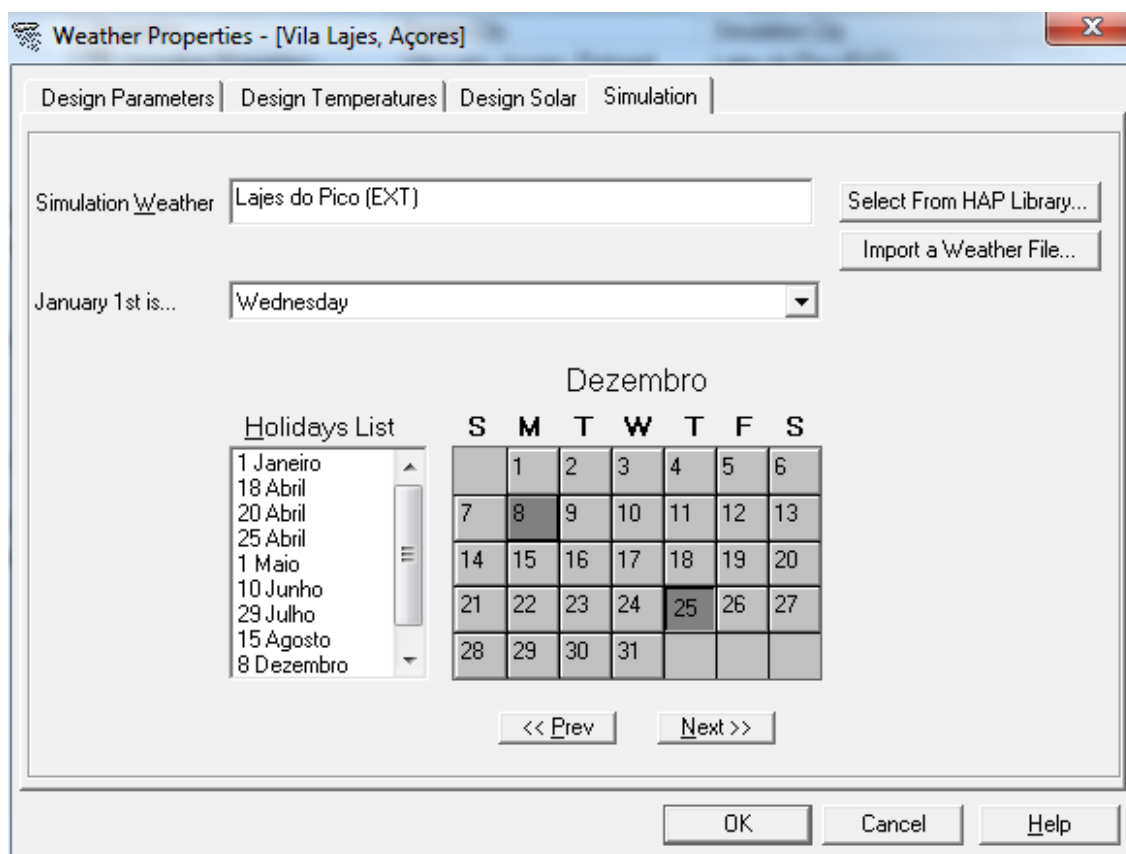 Weather Properties - [Vila Lajes, Açores]
Design Parameters Design Temperatures Design Solar Simulation
Simulation Weather Lajes do Pico (EXT) Select From HAP Library...
Import a Weather File...
January 1st is... Wednesday
Dezembro
Holidays List S M T W T F S
1 Janeiro
18 Abril
20 Abril
25 Abril
1 Maio
10 Junho
29 Julho
15 Agosto
8 Dezembro
1 2 3 4 5 6
7 8 9 10 11 12 13
14 15 16 17 18 19 20
21 22 23 24 25 26 27
28 29 30 31
<< Prev Next >>
OK Cancel Help